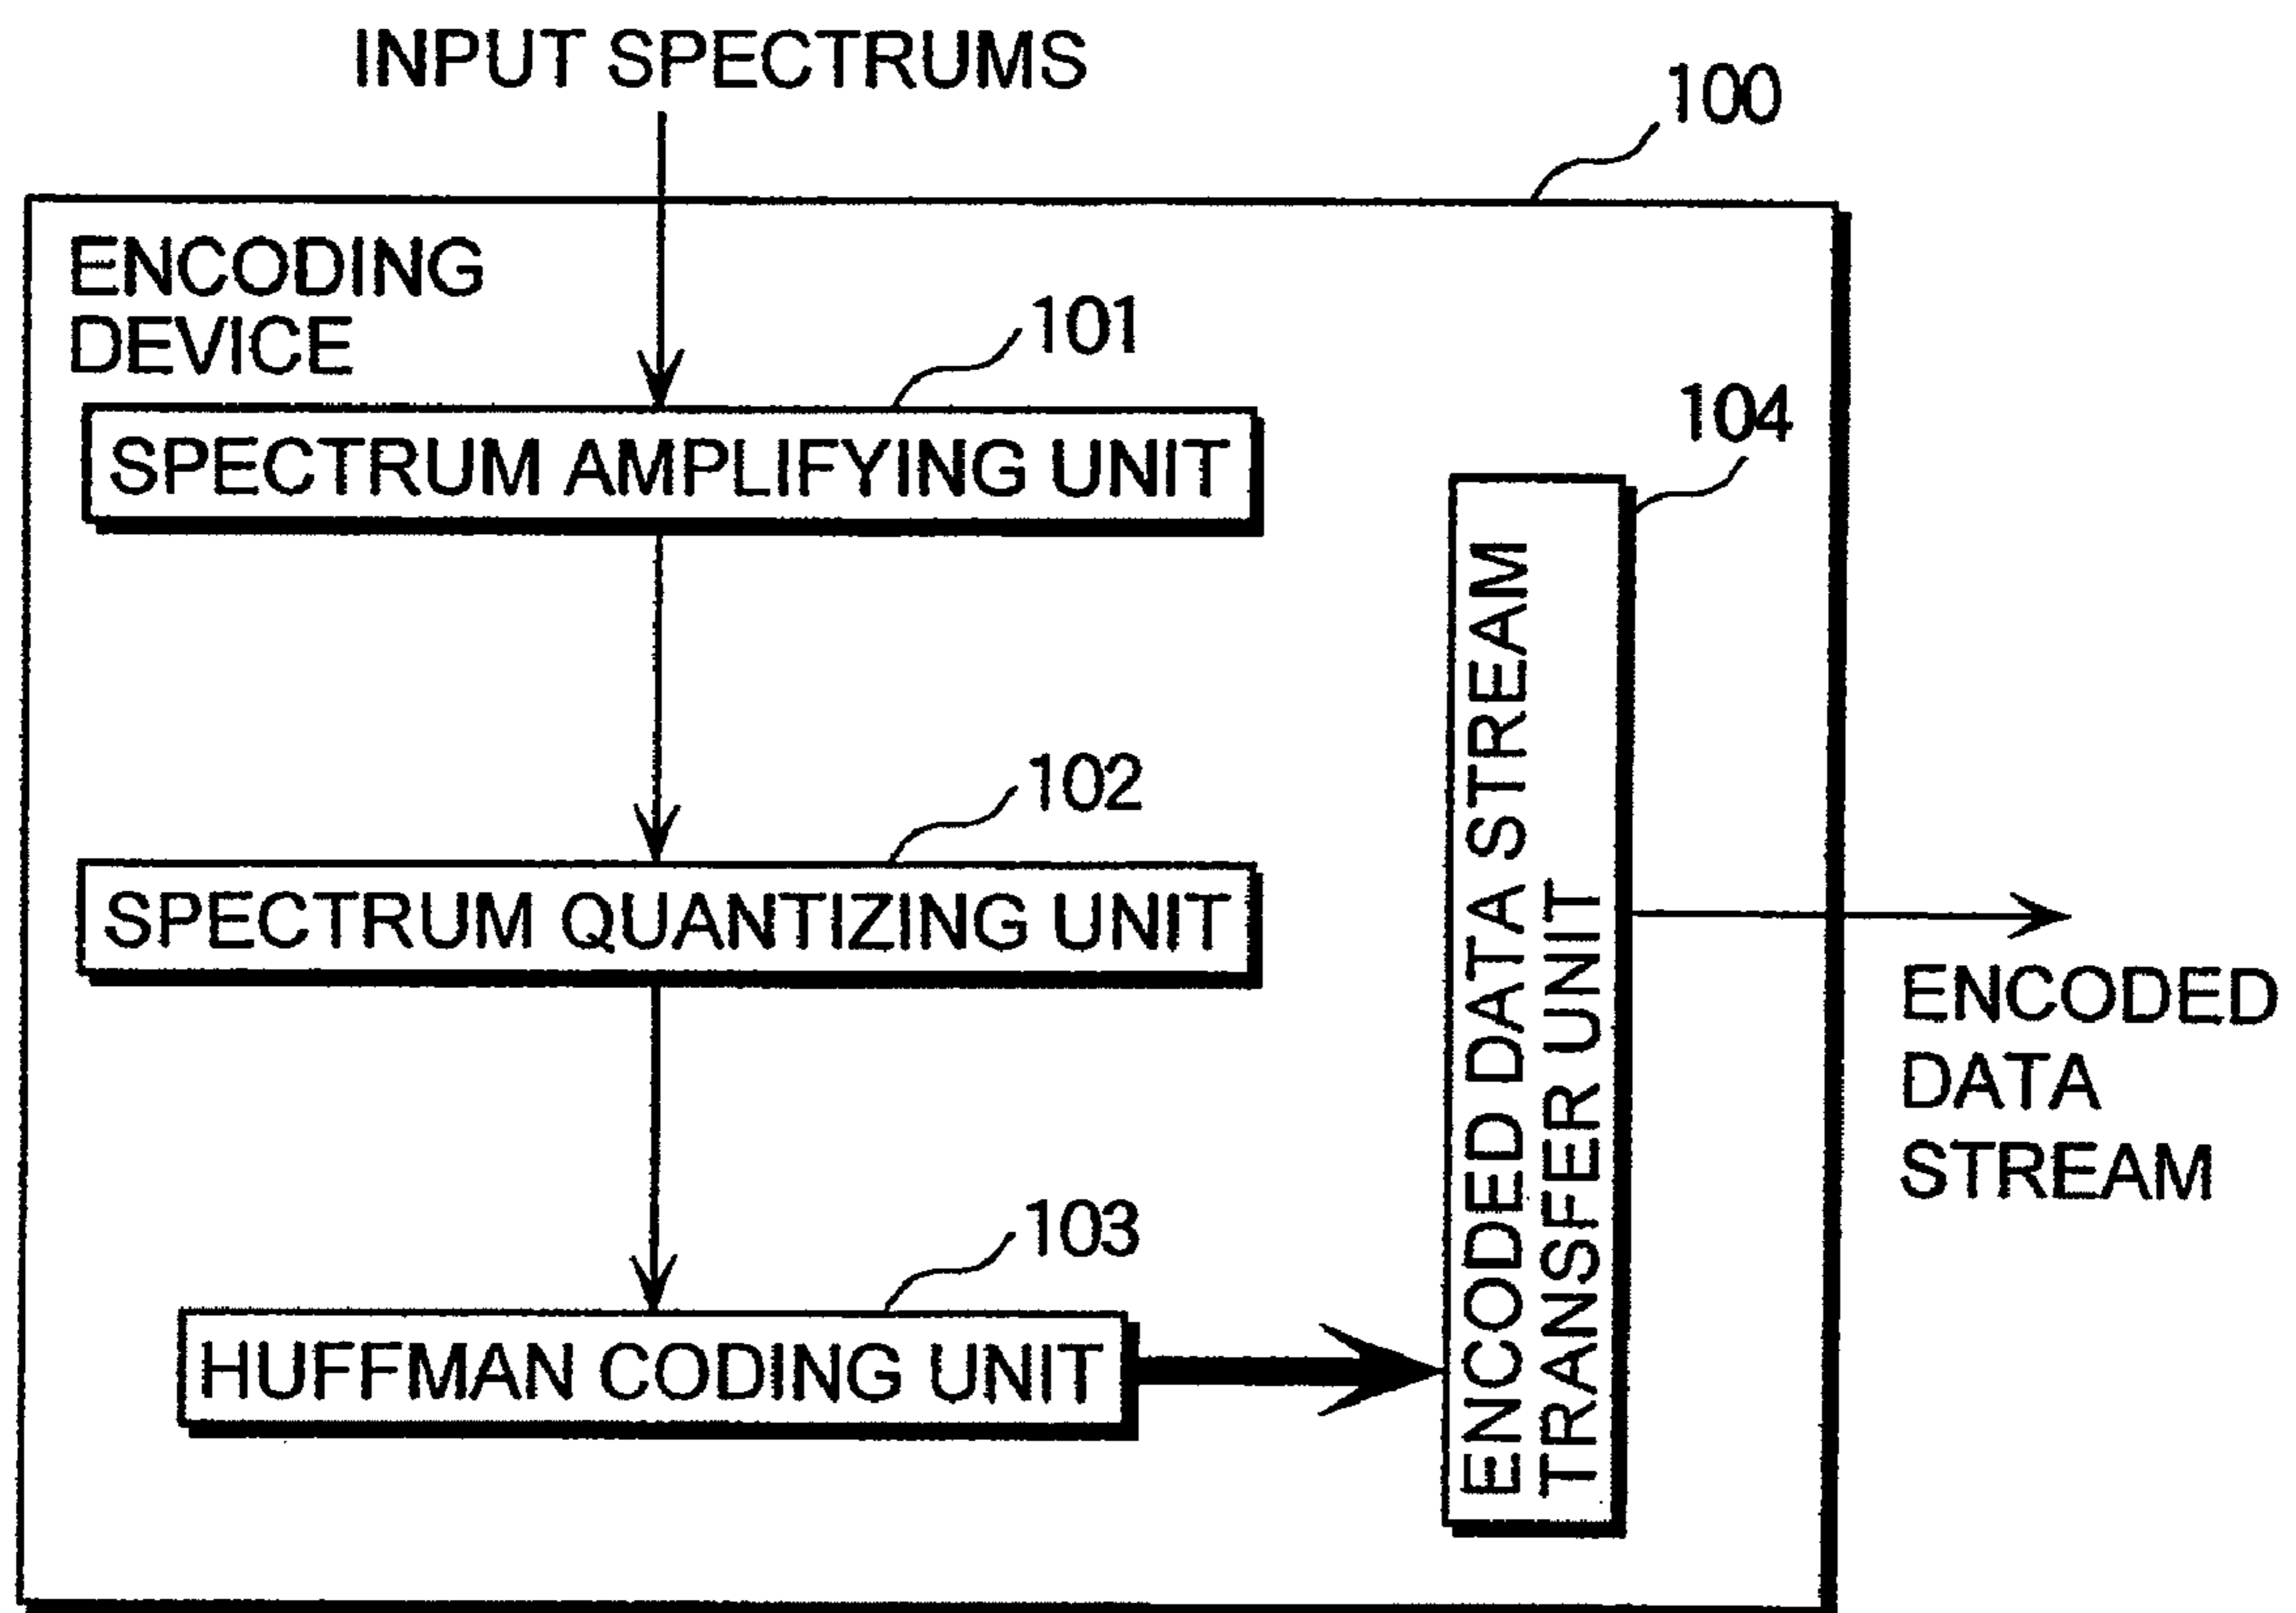 INPUT SPECTRUMS
100
ENCODING
DEVICE
101
SPECTRUM AMPLIFYING UNIT
104
102
SPECTRUM QUANTIZING UNIT
103
HUFFMAN CODING UNIT
ENCODED DATA STREAM
TRANSFER UNIT
ENCODED
DATA
STREAM